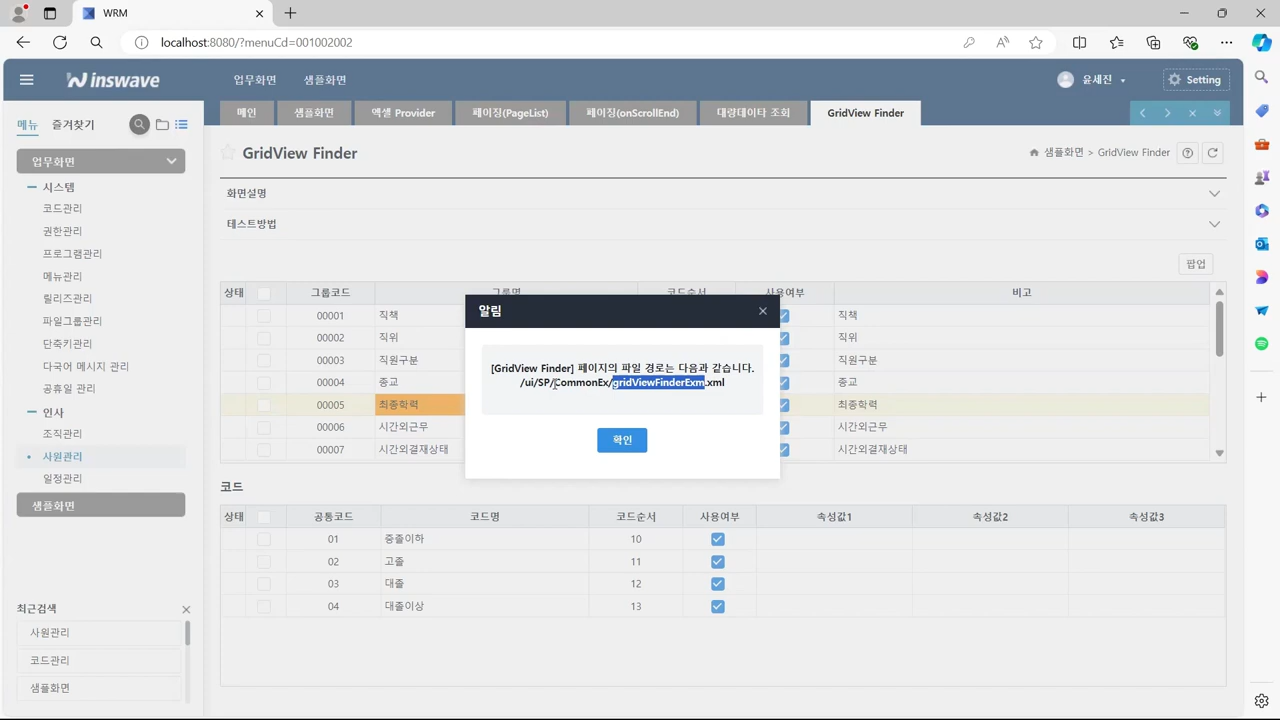 WRM
localhost:8080/?menuCd=001002002
inswave
업무화면
샘플화면
윤세진
Setting
메뉴
즐겨찾기
메인
샘플화면
엑셀 Provider
페이징(PageList)
페이징(onScrollEnd)
대량데이타 조회
GridView Finder
업무화면
시스템
코드관리
권한관리
프로그램관리
메뉴관리
릴리즈관리
파일그룹관리
단축키관리
다국어 메시지 관리
공휴일 관리
인사
조직관리
사원관리
일정관리
샘플화면
최근검색
사원관리
코드관리
샘플화면
GridView Finder
샘플화면 > GridView Finder
화면설명
테스트방법
팝업
상태 그룹코드 그룹명 코드순서 사용여부 비고
00001 직책 직책
00002 직위 직위
00003 직원구분 직원구분
00004 종교 종교
00005 최종학력 최종학력
00006 시간외근무 시간외근무
00007 시간외결재상태 시간외결재상태
알림
[GridView Finder] 페이지의 파일 경로는 다음과 같습니다.
/ui/SP/CommonEx/gridViewFinderExm.xml
확인
코드
상태 공통코드 코드명 코드순서 사용여부 속성값1 속성값2 속성값3
01 중졸이하 10
02 고졸 11
03 대졸 12
04 대졸이상 13